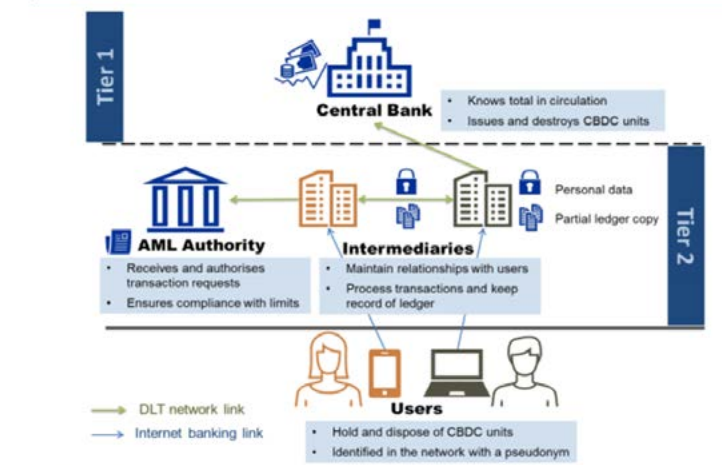 Tier 1
Central Bank
• Knows total in circulation
• Issues and destroys CBDC units
Personal data
Partial ledger copy
Tier 2
AML Authority
• Receives and authorises
transaction requests
• Ensures compliance with limits
Intermediaries
• Maintain relationships with users
• Process transactions and keep
record of ledger
Users
• Hold and dispose of CBDC units
• Identified in the network with a pseudonym
DLT network link
Internet banking link